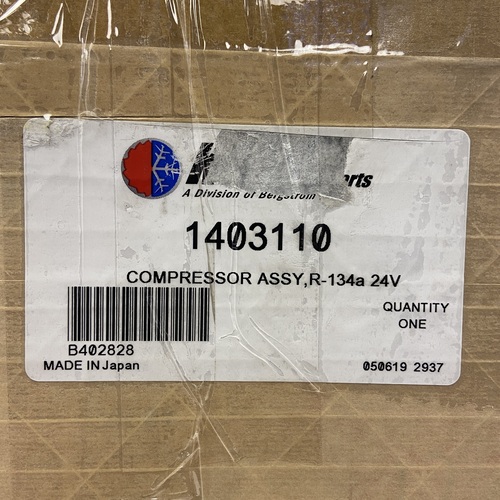 A Division of Bergstrom
1403110
COMPRESSOR ASSY,R-134a 24V
QUANTITY
ONE
B402828
MADE IN Japan
050619 2937